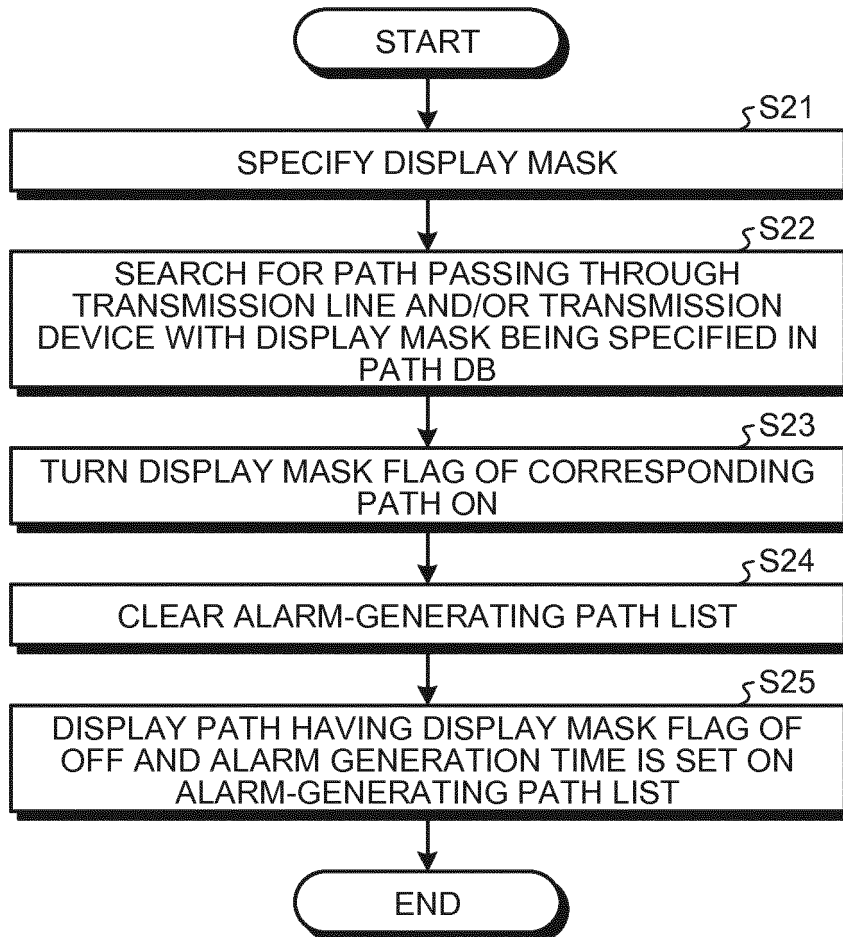 START
S21
SPECIFY DISPLAY MASK
S22
SEARCH FOR PATH PASSING THROUGH
TRANSMISSION LINE AND/OR TRANSMISSION
DEVICE WITH DISPLAY MASK BEING SPECIFIED IN
PATH DB
S23
TURN DISPLAY MASK FLAG OF CORRESPONDING
PATH ON
S24
CLEAR ALARM-GENERATING PATH LIST
S25
DISPLAY PATH HAVING DISPLAY MASK FLAG OF
OFF AND ALARM GENERATION TIME IS SET ON
ALARM-GENERATING PATH LIST
END